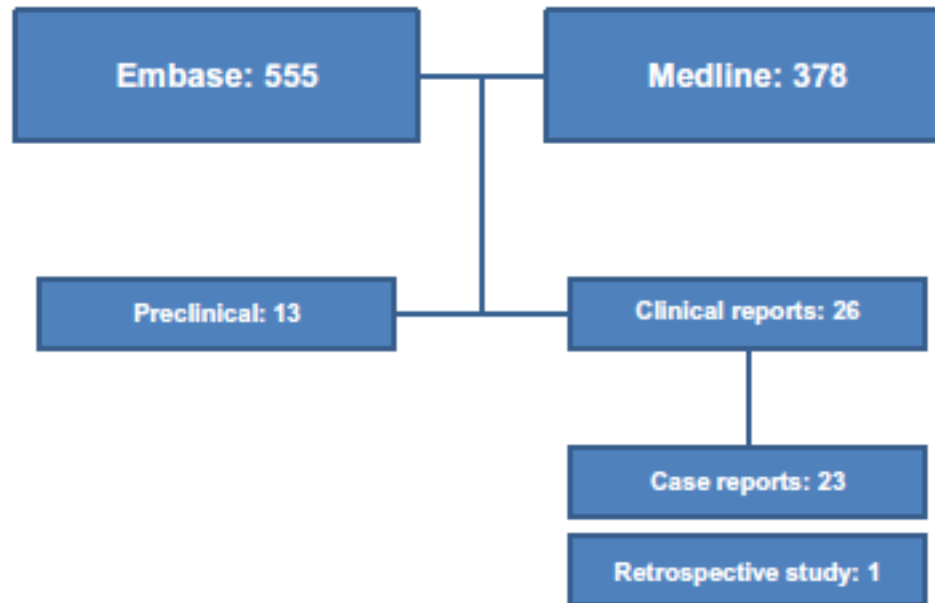 Embase: 555
Medline: 378
Preclinical: 13
Clinical reports: 26
Case reports: 23
Retrospective study: 1